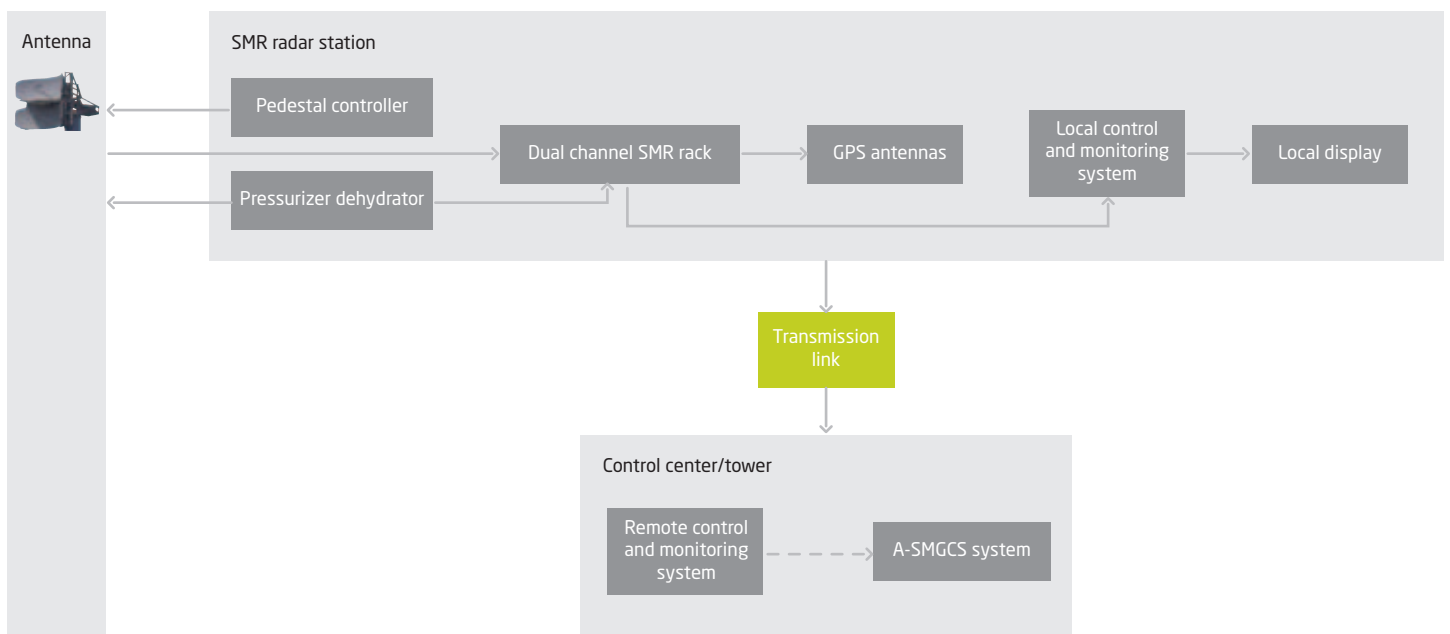 Antenna
SMR radar station
Pedestal controller
Dual channel SMR rack
GPS antennas
Local control
and monitoring
system
Local display
Pressurizer dehydrator
Transmission
link
Control center/tower
Remote control
and monitoring
system
A-SMGCS system